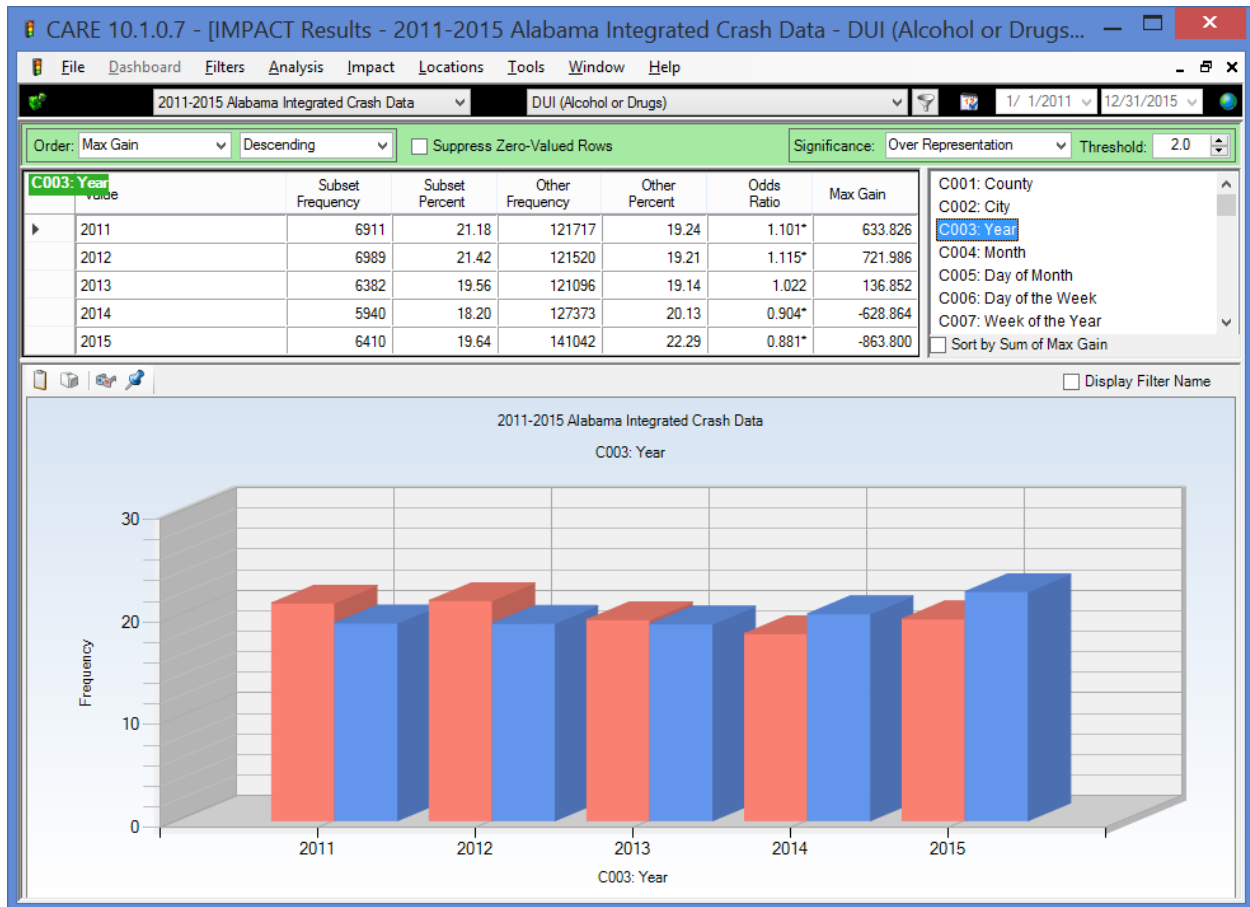 CARE 10.1.0.7 - [IMPACT Results - 2011-2015 Alabama Integrated Crash Data - DUI (Alcohol or Drugs...
File Dashboard Filters Analysis Impact Locations Tools Window Help
2011-2015 Alabama Integrated Crash Data DUI (Alcohol or Drugs) 1/ 1/2011 12/31/2015
Order: Max Gain Descending Suppress Zero-Valued Rows Significance: Over Representation Threshold: 2.0
C003: Year
Value Subset Frequency Subset Percent Other Frequency Other Percent Odds Ratio Max Gain
2011 6911 21.18 121717 19.24 1.101* 633.826
2012 6989 21.42 121520 19.21 1.115* 721.986
2013 6382 19.56 121096 19.14 1.022 136.852
2014 5940 18.20 127373 20.13 0.904* -628.864
2015 6410 19.64 141042 22.29 0.881* -863.800
C001: County
C002: City
C003: Year
C004: Month
C005: Day of Month
C006: Day of the Week
C007: Week of the Year
Sort by Sum of Max Gain
Display Filter Name
2011-2015 Alabama Integrated Crash Data
C003: Year
Frequency
30
20
10
0
2011 2012 2013 2014 2015
C003: Year